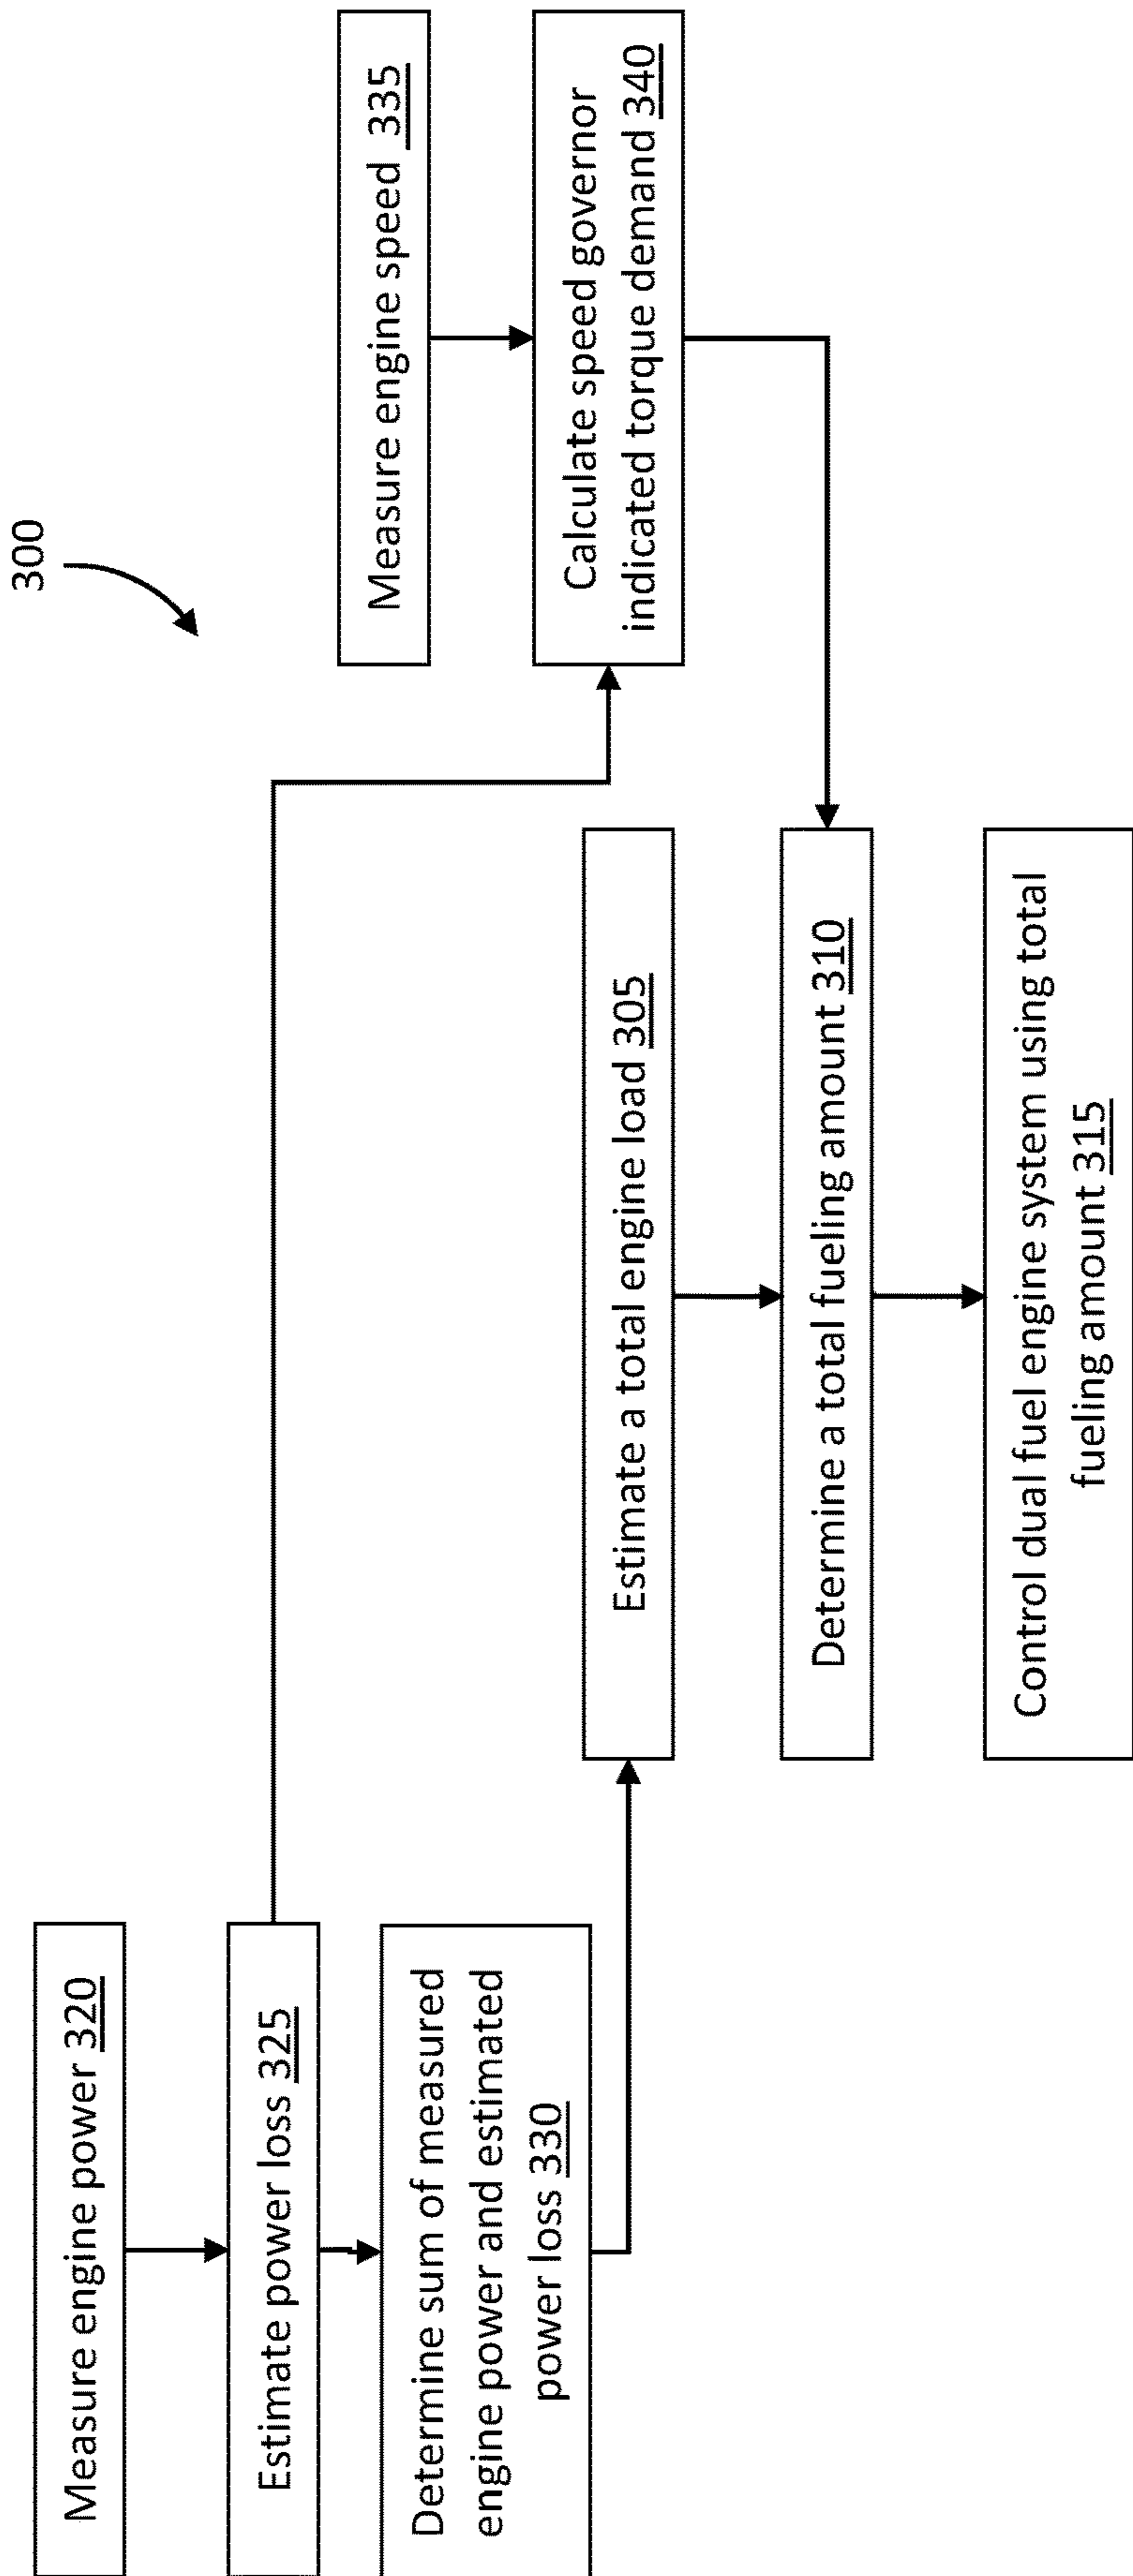 300
Measure engine power 320
Estimate power loss 325
Determine sum of measured
engine power and estimated
power loss 330
Measure engine speed 335
Calculate speed governor
indicated torque demand 340
Estimate a total engine load 305
Determine a total fueling amount 310
Control dual fuel engine system using total
fueling amount 315